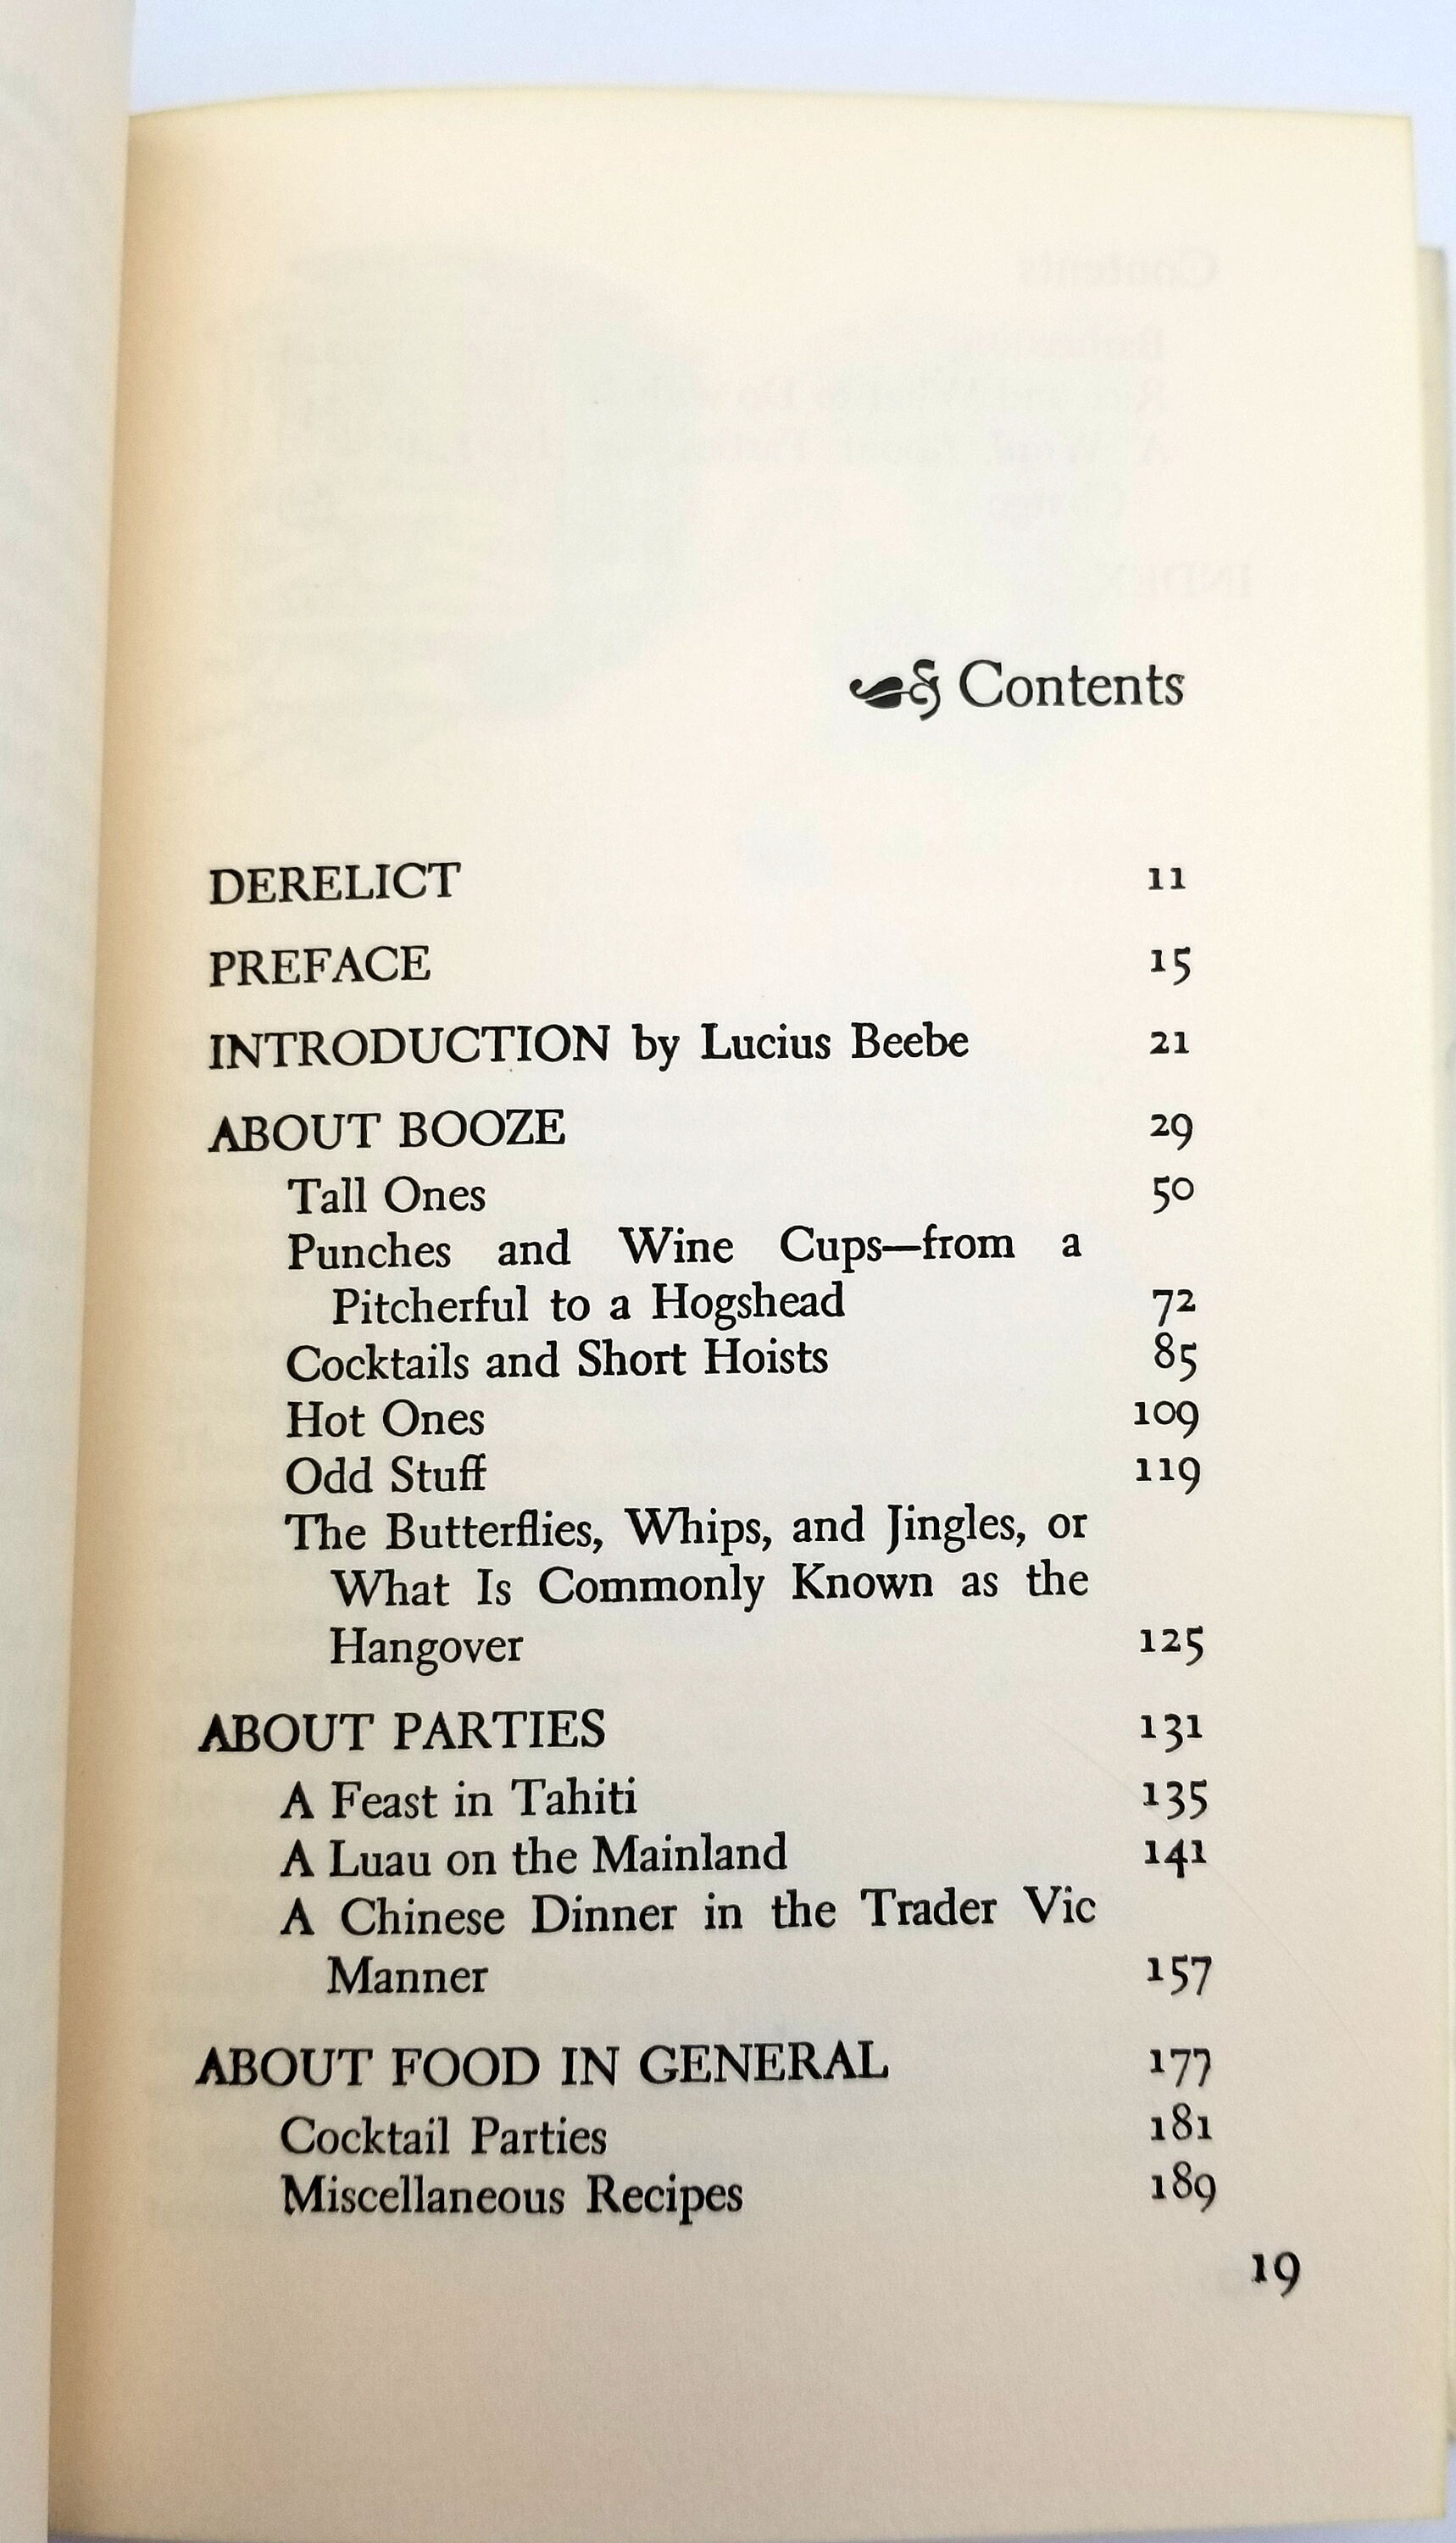 Contents
DERELICT 11
PREFACE 15
INTRODUCTION by Lucius Beebe 21
ABOUT BOOZE 29
Tall Ones 50
Punches and Wine Cups—from a
Pitcherful to a Hogshead 72
Cocktails and Short Hoists 85
Hot Ones 109
Odd Stuff 119
The Butterflies, Whips, and Jingles, or
What Is Commonly Known as the
Hangover 125
ABOUT PARTIES 131
A Feast in Tahiti 135
A Luau on the Mainland 141
A Chinese Dinner in the Trader Vic
Manner 157
ABOUT FOOD IN GENERAL 177
Cocktail Parties 181
Miscellaneous Recipes 189
19